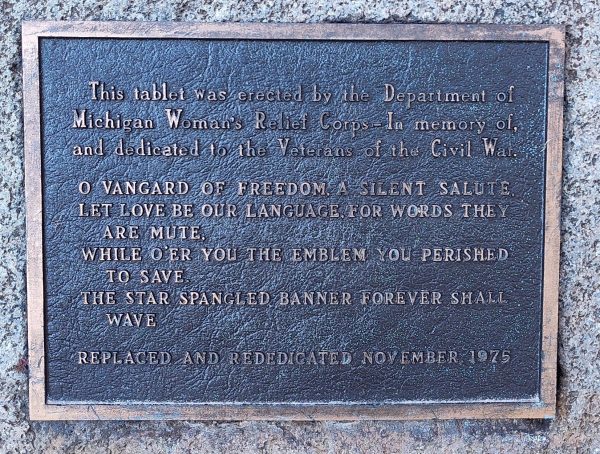 This tablet was erected by the Department of
Michigan Woman's Relief Corps-In memory of,
and dedicated to the Veterans of the Civil War.
O VANGARD OF FREEDOM, A SILENT SALUTE,
LET LOVE BE OUR LANGUAGE, FOR WORDS THEY
ARE MUTE,
WHILE O'ER YOU THE EMBLEM YOU PERISHED
TO SAVE
THE STAR SPANGLED BANNER FOREVER SHALL
WAVE
REPLACED AND REDEDICATED NOVEMBER, 1975